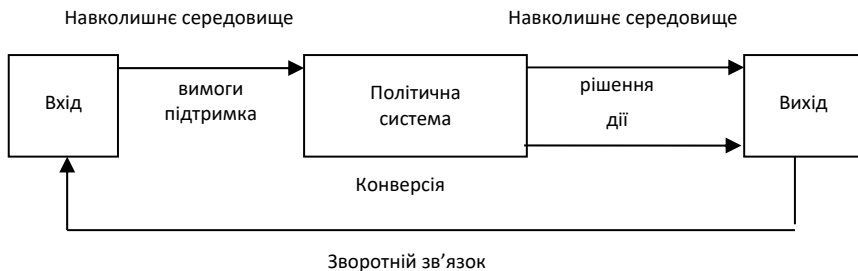 Навколишнє середовище
Навколишнє середовище
Вхід
вимоги
підтримка
Політична
система
рішення
дії
Вихід
Конверсія
Зворотній зв’язок